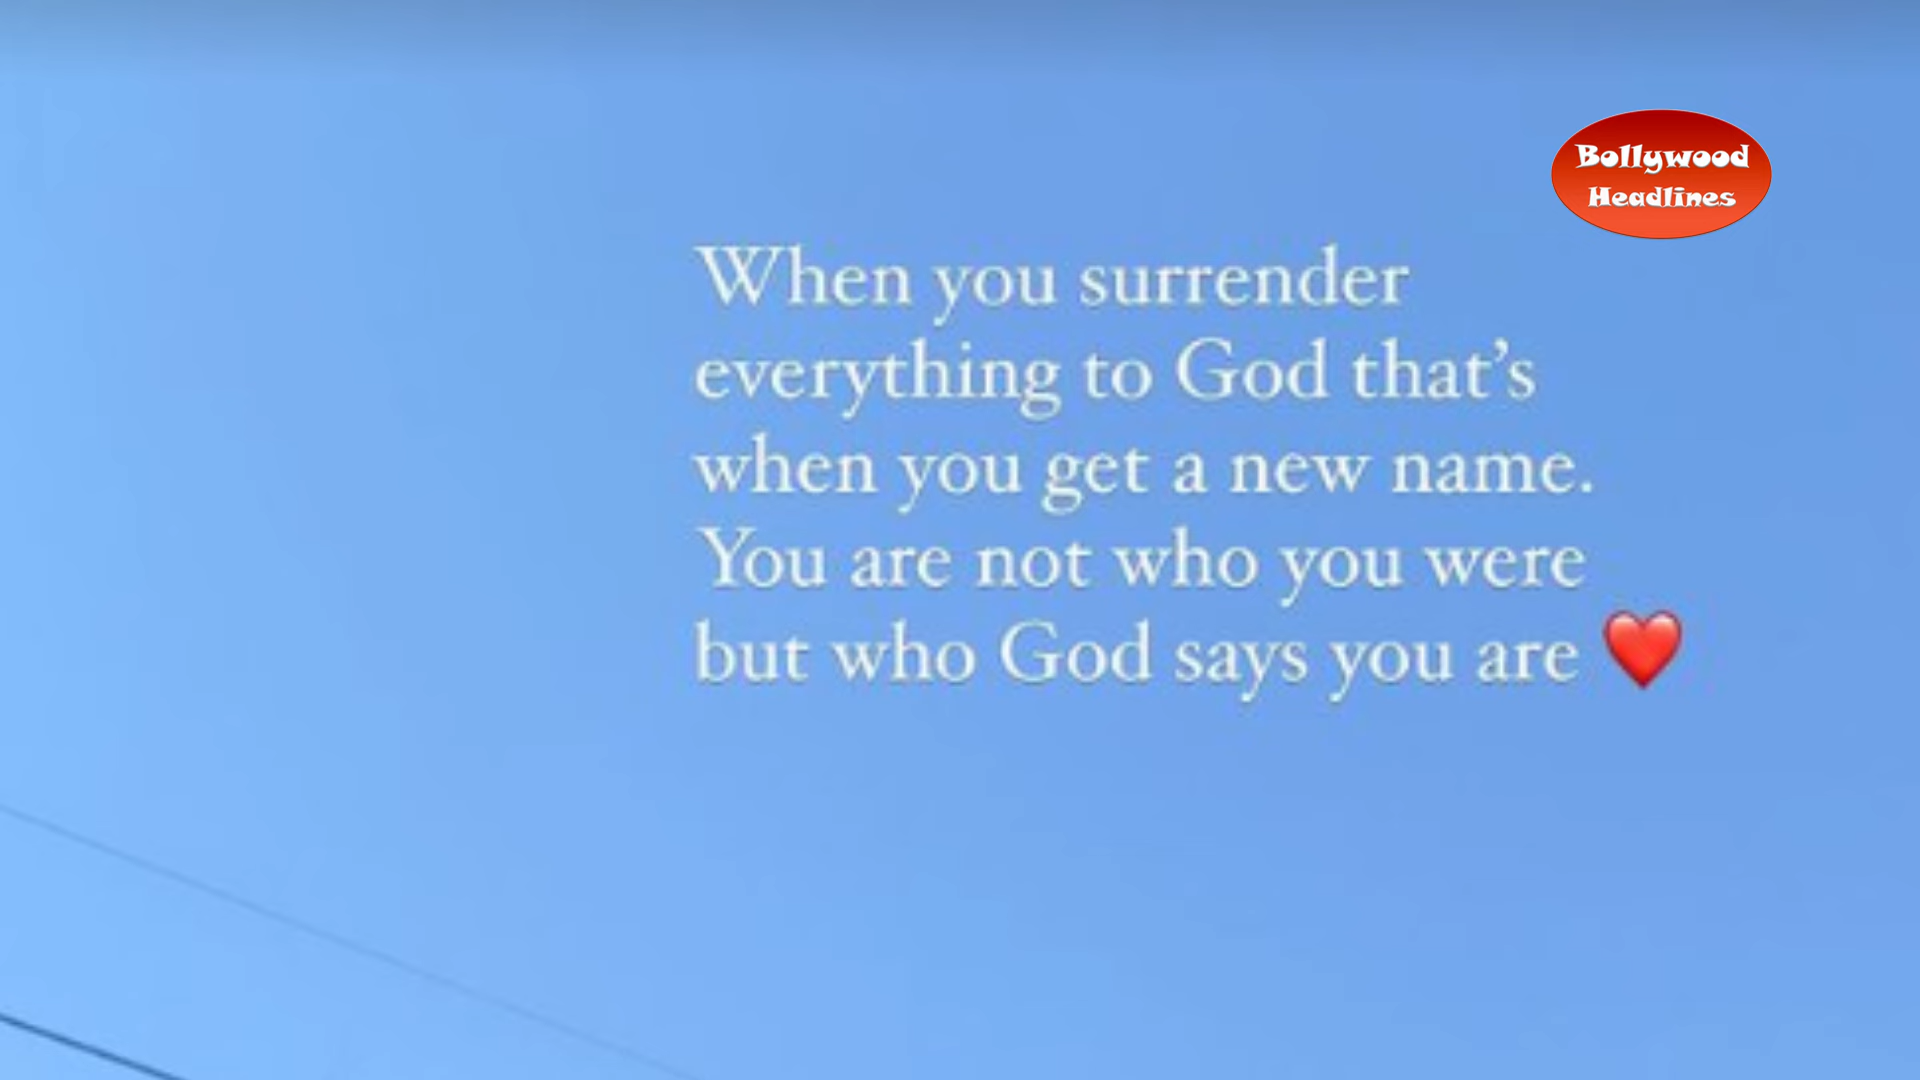 Bollywood
Headlines
When you surrender
everything to God that’s
when you get a new name.
You are not who you were
but who God says you are ❤️